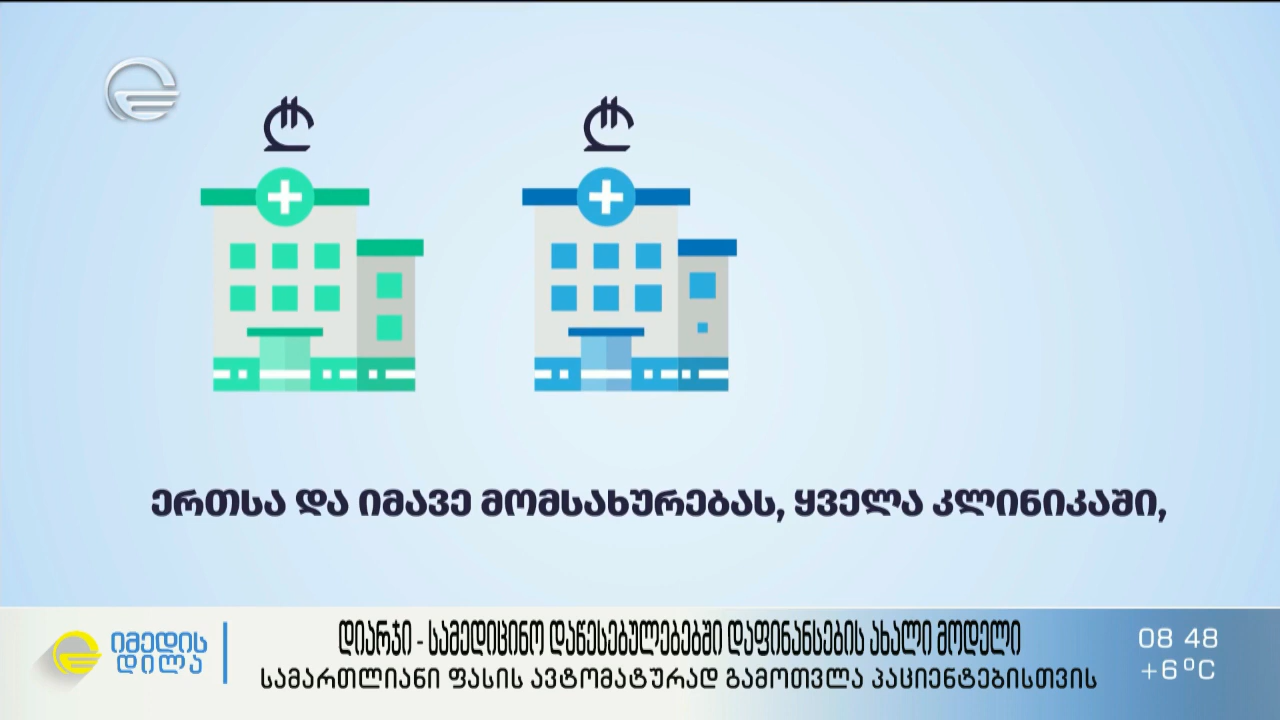 ₾ ₾
ერთსა და იმავე მომსახურებას, ყველა კლინიკაში,
იმედის
დილა
დიარჯი - სამედიცინო დაწესებულებებში დაფინანსების ახალი მოდელი
სამართლიანი ფასის ავტომატურად გამოთვლა პაციენტებისთვის
08 48
+6°C